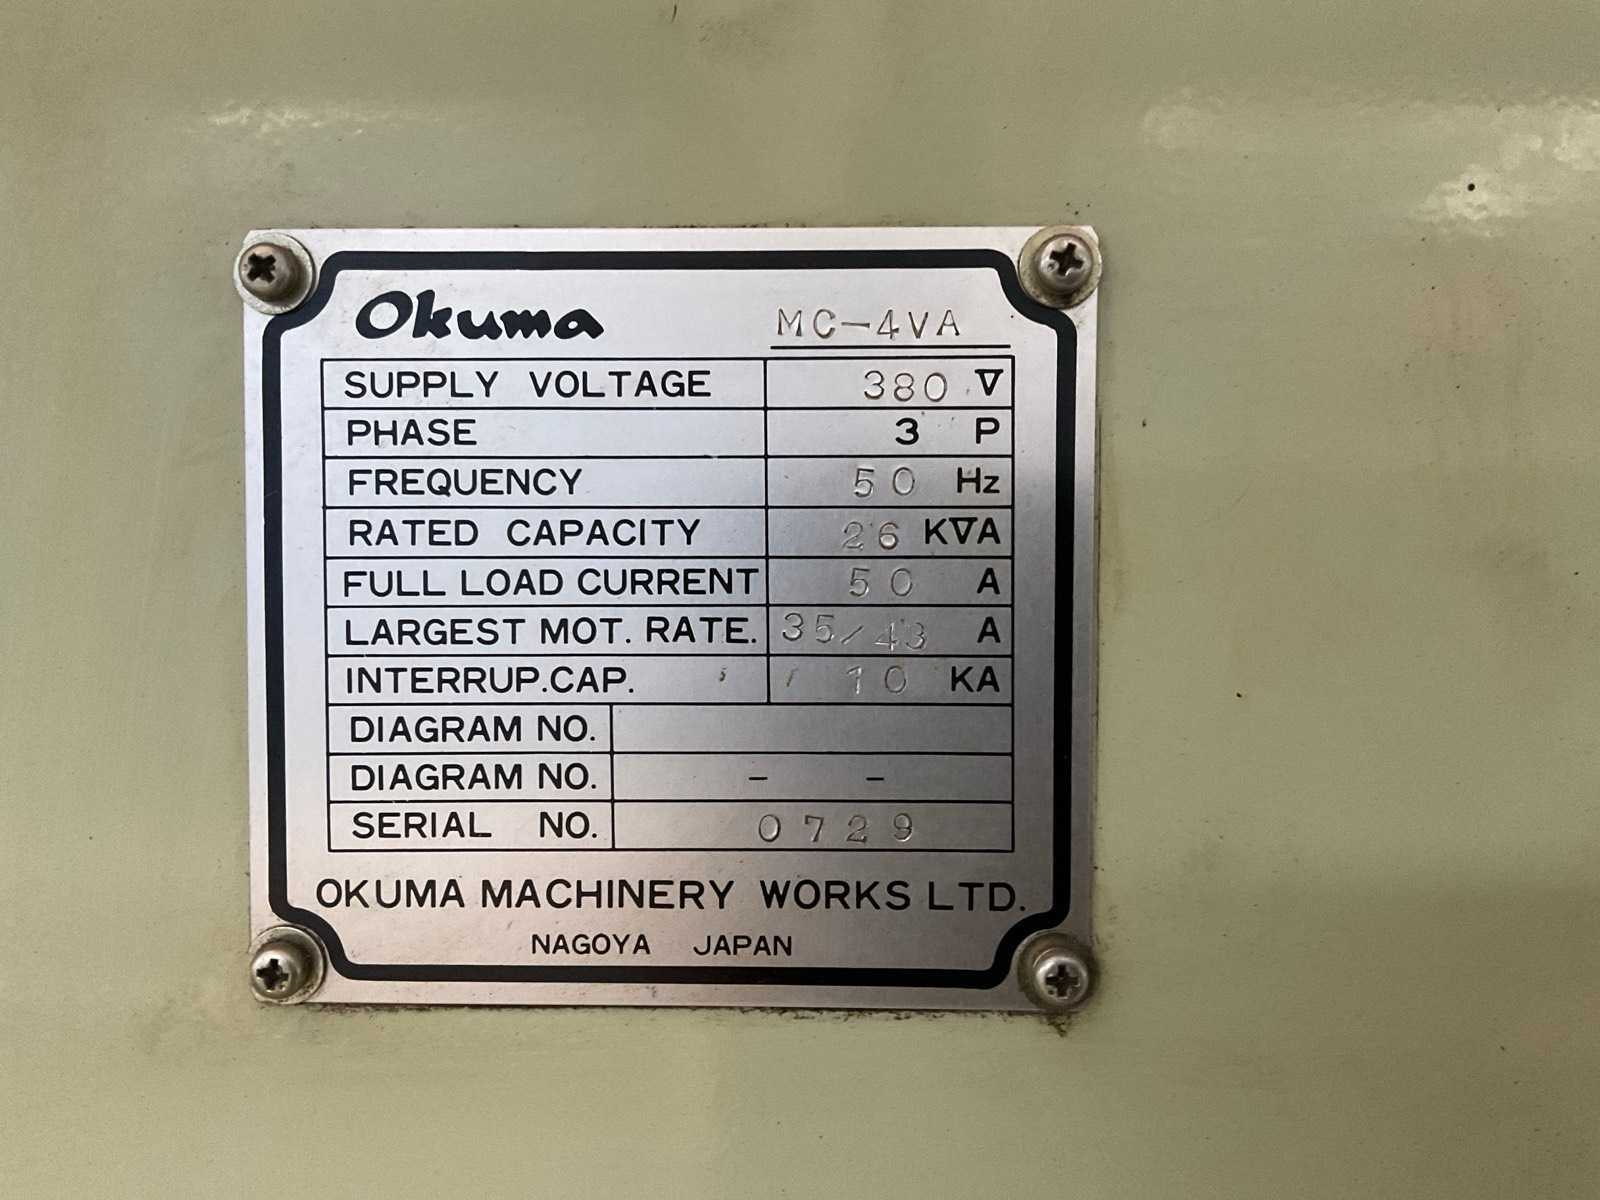 Okuma MC-4VA
SUPPLY VOLTAGE 380 V
PHASE 3 P
FREQUENCY 50 Hz
RATED CAPACITY 26 KVA
FULL LOAD CURRENT 50 A
LARGEST MOT. RATE. 35/43 A
INTERRUP.CAP. 10 KA
DIAGRAM NO.
DIAGRAM NO. - -
SERIAL NO. 0729
OKUMA MACHINERY WORKS LTD.
NAGOYA JAPAN